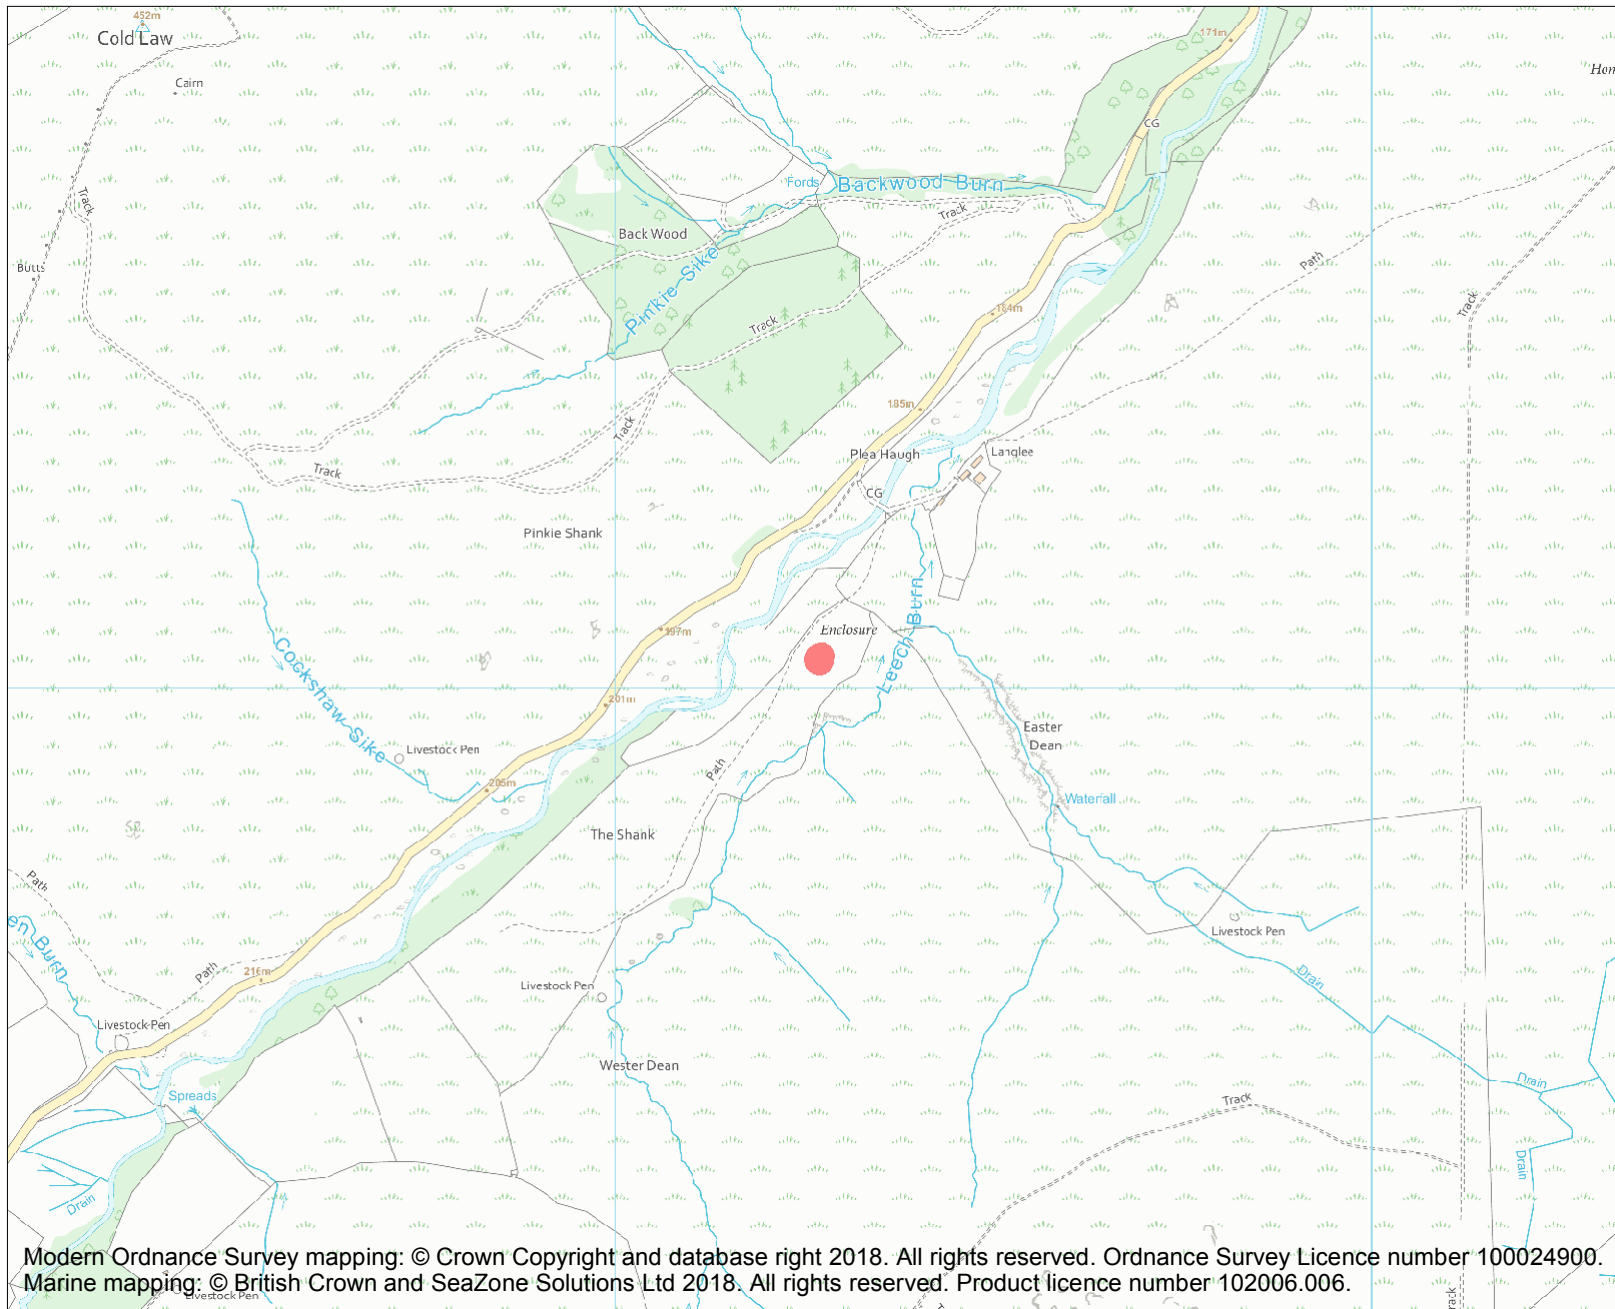 452m
Cold Law
Cairn
171m
CG
Track
Fords
Backwood Burn
Track
Back Wood
Path
Butts
Pinkie Sike
Track
184m
Track
185m
Track
Plea Haugh
Langlee
Track
CG
Pinkie Shank
Leech Burn
Enclosure
197m
Cockshaw Sike
201m
Easter
Dean
Livestock Pen
Path
205m
Waterfall
The Shank
Path
en Burn
Livestock Pen
Path
216m
Drain
Livestock Pen
Livestock Pen
Wester Dean
Drain
Spreads
Track
Drain
Drain
Modern Ordnance Survey mapping: © Crown Copyright and database right 2018. All rights reserved. Ordnance Survey Licence number 100024900.
Marine mapping: © British Crown and SeaZone Solutions Ltd 2018. All rights reserved. Product licence number 102006.006.
Livestock Pen